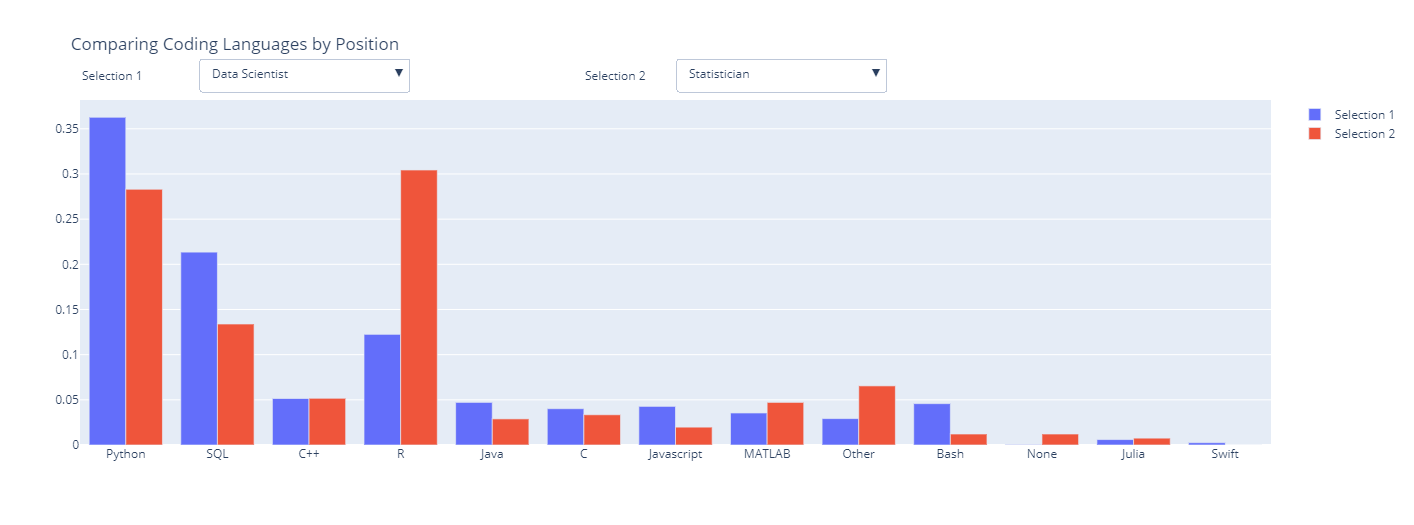 Comparing Coding Languages by Position
Selection 1 Data Scientist ▼ Selection 2 Statistician ▼
Selection 1
Selection 2
0.35
0.3
0.25
0.2
0.15
0.1
0.05
0
Python SQL C++ R Java C Javascript MATLAB Other Bash None Julia Swift